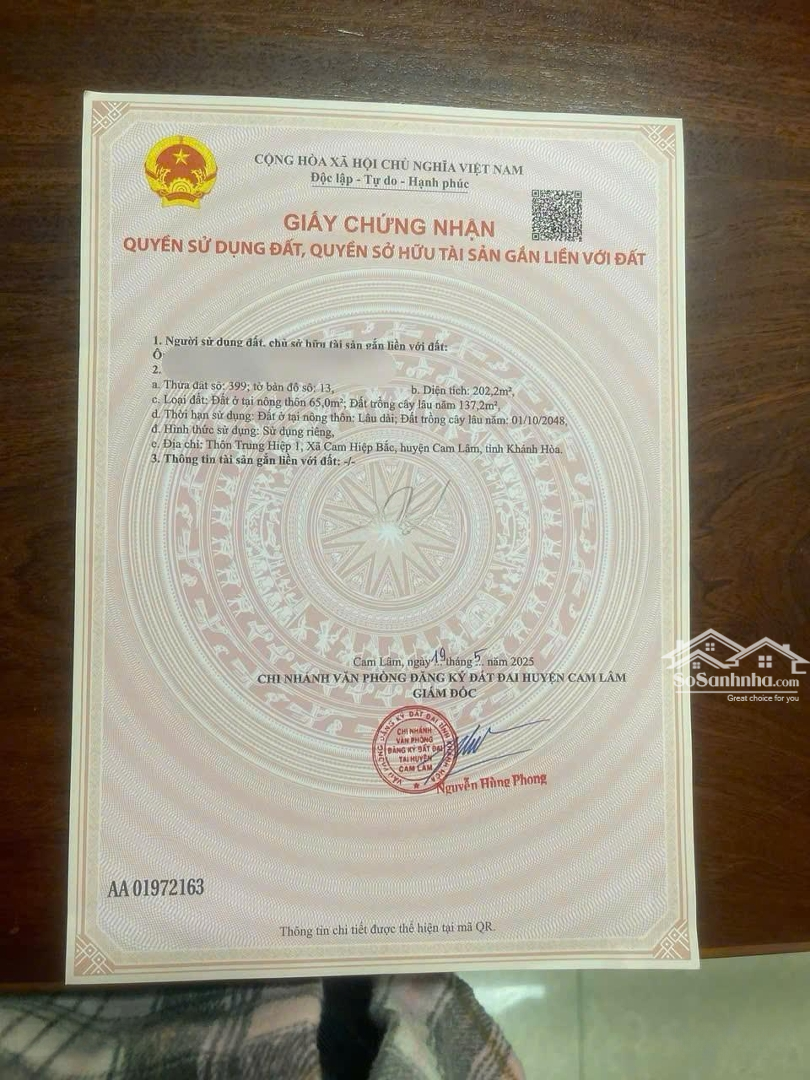 CỘNG HÒA XÃ HỘI CHỦ NGHĨA VIỆT NAM
Độc lập - Tự do - Hạnh phúc
GIẤY CHỨNG NHẬN
QUYỀN SỬ DỤNG ĐẤT, QUYỀN SỞ HỮU TÀI SẢN GẮN LIỀN VỚI ĐẤT
1. Người sử dụng đất, chủ sở hữu tài sản gắn liền với đất:
Ô
2.
a. Thửa đất số: 399; tờ bản đồ số: 13,
b. Diện tích: 202,2m²,
c. Loại đất: Đất ở tại nông thôn 65,0m²; Đất trồng cây lâu năm 137,2m²,
d. Thời hạn sử dụng: Đất ở tại nông thôn: Lâu dài; Đất trồng cây lâu năm: 01/10/2048,
đ. Hình thức sử dụng: Sử dụng riêng,
e. Địa chỉ: Thôn Trung Hiệp 1, Xã Cam Hiệp Bắc, huyện Cam Lâm, tỉnh Khánh Hòa.
3. Thông tin tài sản gắn liền với đất: -/-
Cam Lâm, ngày 19 tháng 5 năm 2025
CHI NHÁNH VĂN PHÒNG ĐĂNG KÝ ĐẤT ĐAI HUYỆN CAM LÂM
GIÁM ĐỐC
VĂN PHÒNG ĐĂNG KÝ ĐẤT ĐAI TỈNH KHÁNH HÒA
CHI NHÁNH
VĂN PHÒNG
ĐĂNG KÝ ĐẤT ĐAI
TẠI HUYỆN
CAM LÂM
Nguyễn Hùng Phong
SoSanhnha.com
Great choice for you
AA 01972163
Thông tin chi tiết được thể hiện tại mã QR.